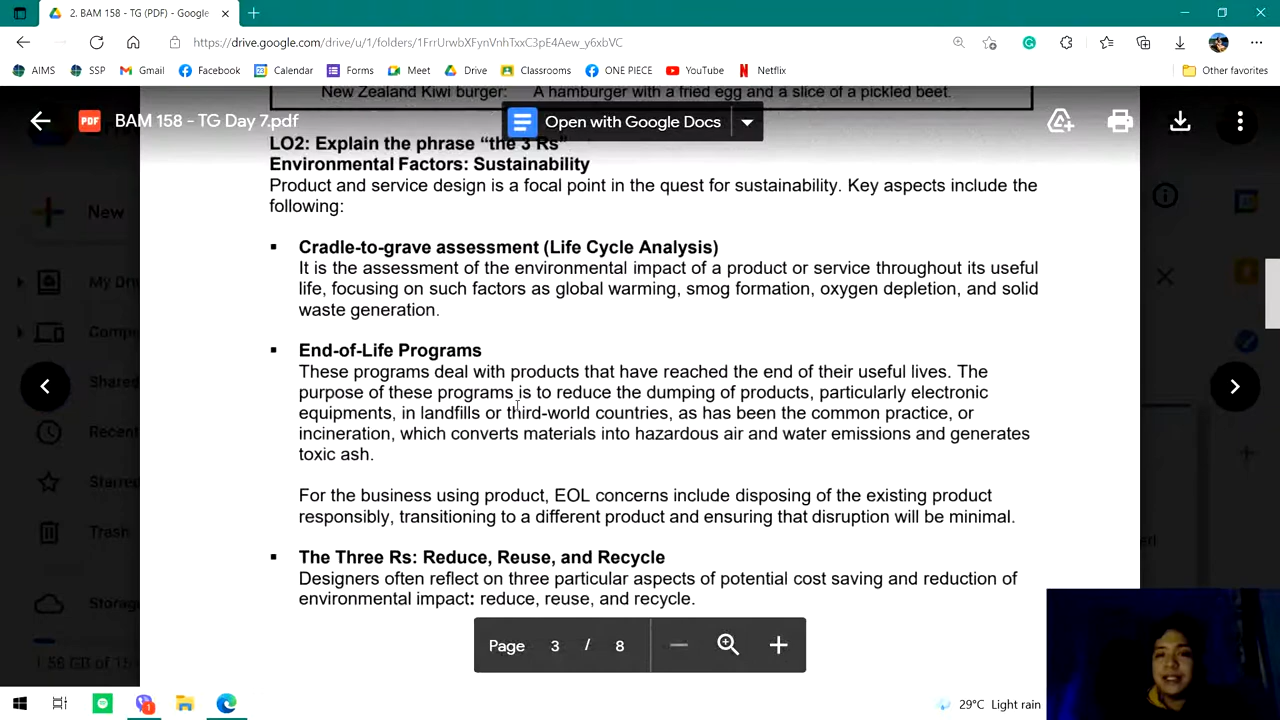 2. BAM 158 - TG (PDF) - Google
https://drive.google.com/drive/u/1/folders/1FrrUrwbXFynVnhTxxC3pE4Aew_y6xbVC
AIMS SSP Gmail Facebook Calendar Forms Meet Drive Classrooms ONE PIECE YouTube Netflix Other favorites
New Zealand Kiwi burger: A hamburger with a fried egg and a slice of a pickled beet.
PDF BAM 158 - TG Day 7.pdf
Open with Google Docs
LO2: Explain the phrase “the 3 Rs”
Environmental Factors: Sustainability
Product and service design is a focal point in the quest for sustainability. Key aspects include the
following:
New
▪ Cradle-to-grave assessment (Life Cycle Analysis)
It is the assessment of the environmental impact of a product or service throughout its useful
life, focusing on such factors as global warming, smog formation, oxygen depletion, and solid
waste generation.
My Dri
Compu
Shared
Recent
Starred
Trash
Storag
▪ End-of-Life Programs
These programs deal with products that have reached the end of their useful lives. The
purpose of these programs is to reduce the dumping of products, particularly electronic
equipments, in landfills or third-world countries, as has been the common practice, or
incineration, which converts materials into hazardous air and water emissions and generates
toxic ash.
For the business using product, EOL concerns include disposing of the existing product
responsibly, transitioning to a different product and ensuring that disruption will be minimal.
▪ The Three Rs: Reduce, Reuse, and Recycle
Designers often reflect on three particular aspects of potential cost saving and reduction of
environmental impact: reduce, reuse, and recycle.
Page 3 / 8
29°C Light rain